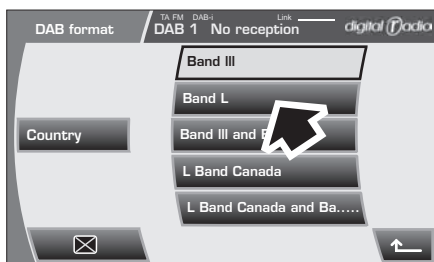 DAB format
TA FM DAB-i Link
DAB 1 No reception
digital radio
Band III
Band L
Country
Band III and
L Band Canada
L Band Canada and Ba.....